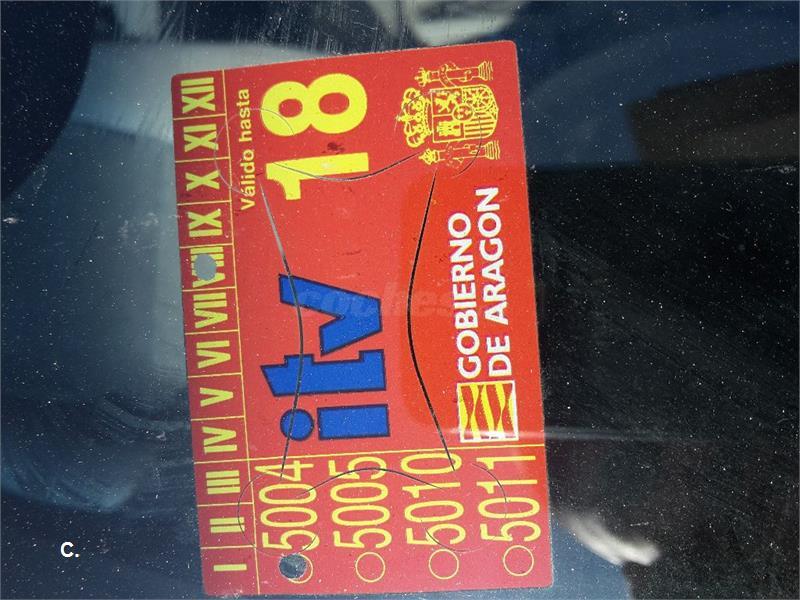 I II III IV V VI VII VIII IX X XI XII
Válido hasta
itv 18
GOBIERNO
DE ARAGON
5004
5005
5010
5011
coches
C.